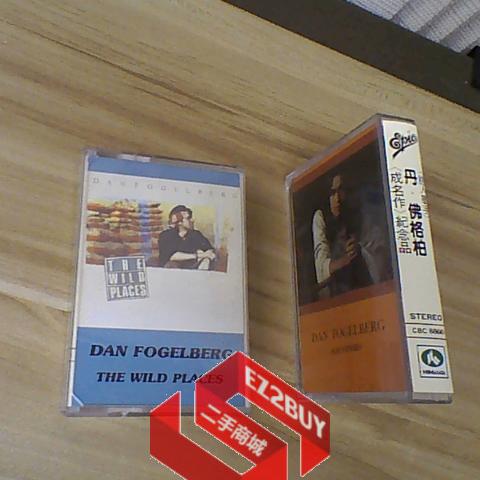 DAN FOGELBERG
THE WILD PLACES
DAN FOGELBERG
THE WILD PLACES
Epic
丹·佛格柏
(成名作)紀念品
STEREO
CBC 8866
DAN FOGELBERG
EZ2BUY
二手商城